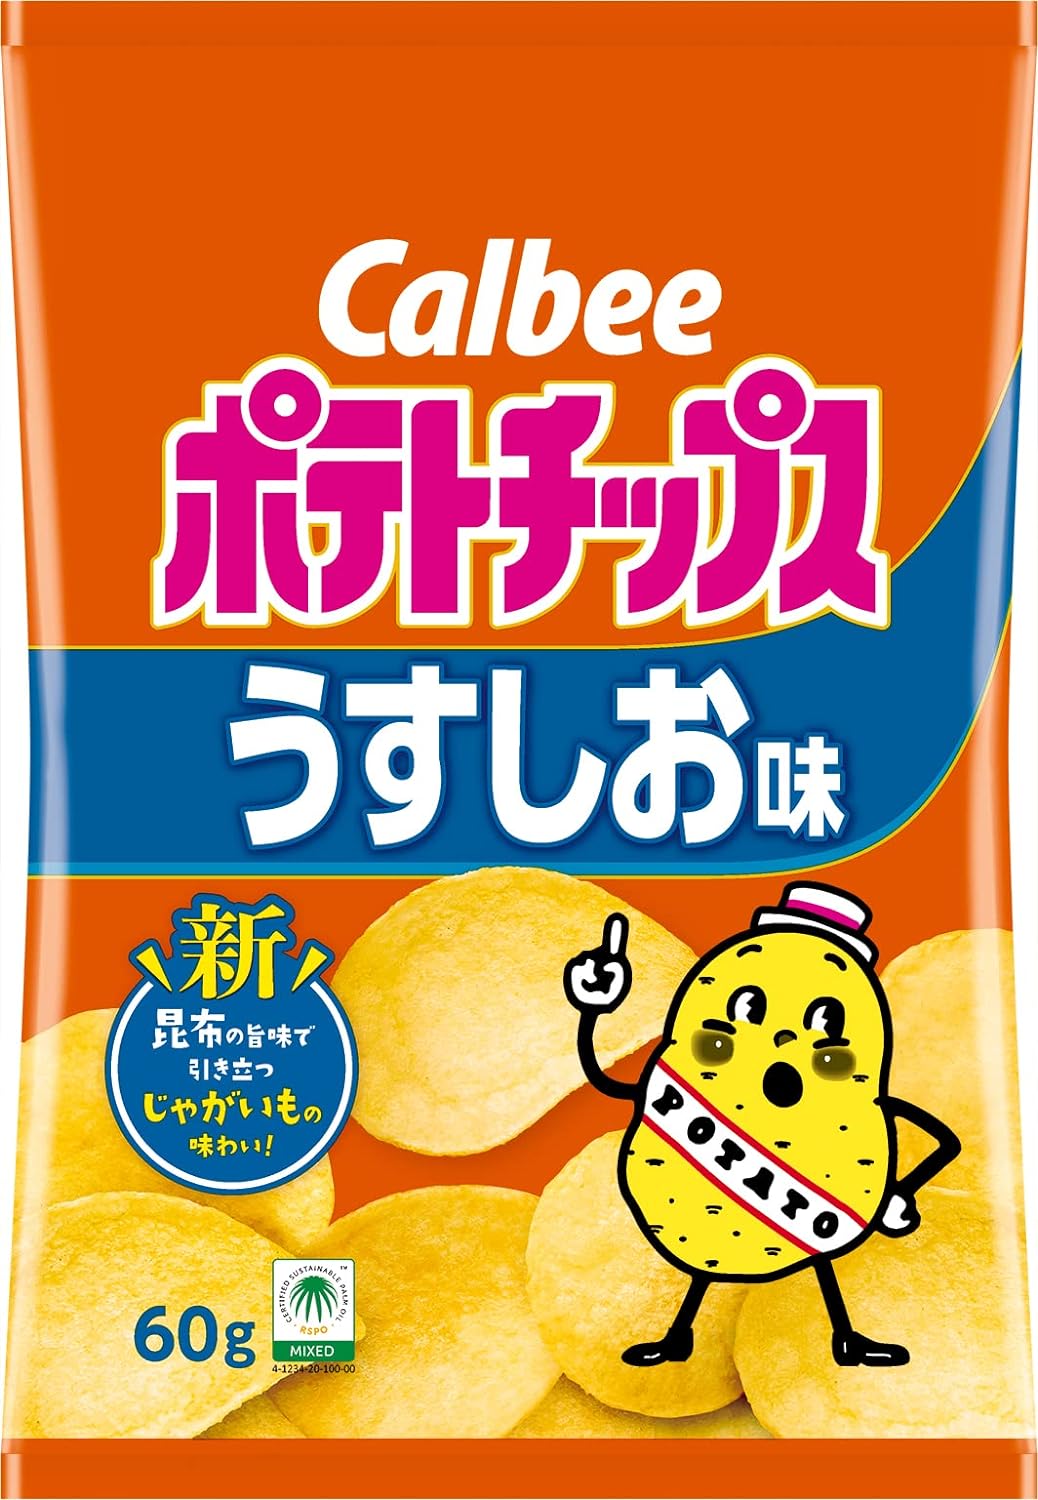 Calbee
ポテトチップス
うすしお味
新
昆布の旨味で
引き立つ
じゃがいもの
味わい!
POTATO
60g
CERTIFIED SUSTAINABLE PALM OIL
TM
RSPO
MIXED
4-1234-20-100-00